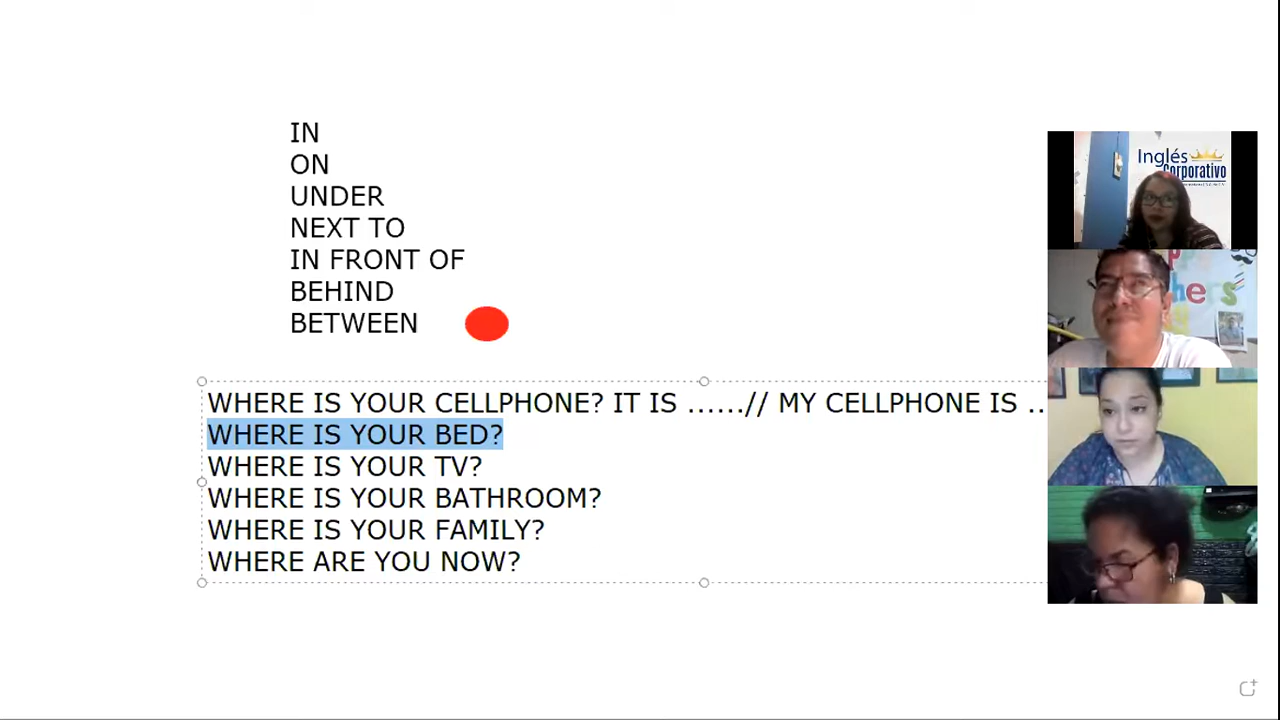 IN
ON
UNDER
NEXT TO
IN FRONT OF
BEHIND
BETWEEN
WHERE IS YOUR CELLPHONE? IT IS ......// MY CELLPHONE IS ..
WHERE IS YOUR BED?
WHERE IS YOUR TV?
WHERE IS YOUR BATHROOM?
WHERE IS YOUR FAMILY?
WHERE ARE YOU NOW?
Inglés
Corporativo